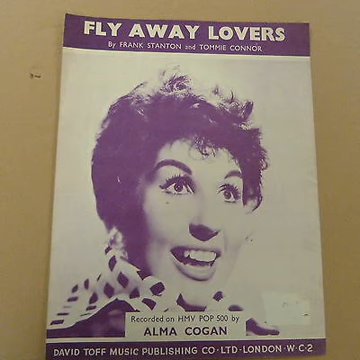 FLY AWAY LOVERS
By FRANK STANTON and TOMMIE CONNOR
Recorded on HMV POP 500 by
ALMA COGAN
DAVID TOFF MUSIC PUBLISHING CO · LTD · LONDON · W · C · 2